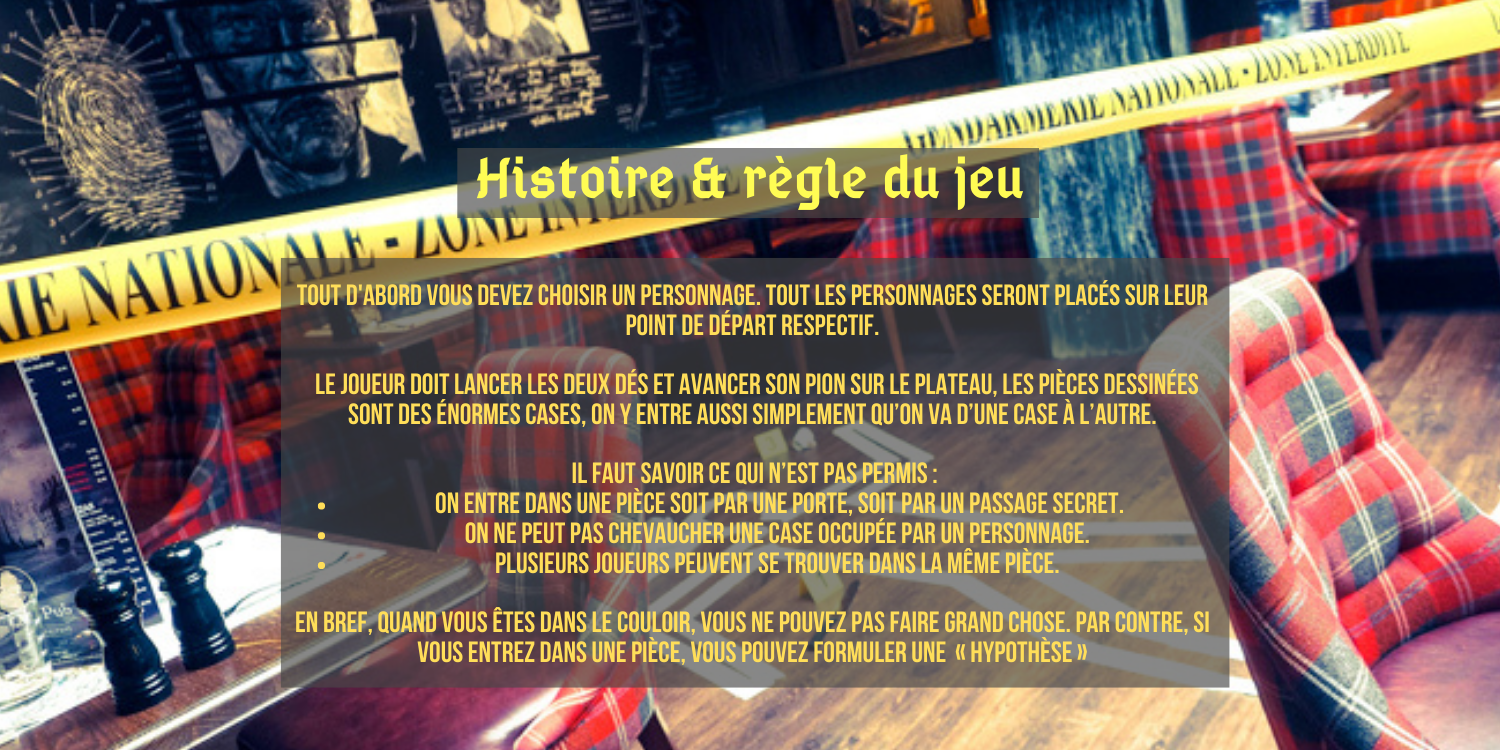 GENDARMERIE NATIONALE - ZONE INTERDITE
Histoire & règle du jeu
RIE NATIONALE - ZONE INTERDIT
TOUT D'ABORD VOUS DEVEZ CHOISIR UN PERSONNAGE. TOUT LES PERSONNAGES SERONT PLACÉS SUR LEUR
POINT DE DÉPART RESPECTIF.
LE JOUEUR DOIT LANCER LES DEUX DÉS ET AVANCER SON PION SUR LE PLATEAU, LES PIÈCES DESSINÉES
SONT DES ÉNORMES CASES, ON Y ENTRE AUSSI SIMPLEMENT QU’ON VA D’UNE CASE À L’AUTRE.
IL FAUT SAVOIR CE QUI N’EST PAS PERMIS :
• ON ENTRE DANS UNE PIÈCE SOIT PAR UNE PORTE, SOIT PAR UN PASSAGE SECRET.
• ON NE PEUT PAS CHEVAUCHER UNE CASE OCCUPÉE PAR UN PERSONNAGE.
• PLUSIEURS JOUEURS PEUVENT SE TROUVER DANS LA MÊME PIÈCE.
EN BREF, QUAND VOUS ÊTES DANS LE COULOIR, VOUS NE POUVEZ PAS FAIRE GRAND CHOSE. PAR CONTRE, SI
VOUS ENTREZ DANS UNE PIÈCE, VOUS POUVEZ FORMULER UNE « HYPOTHÈSE »
Pub